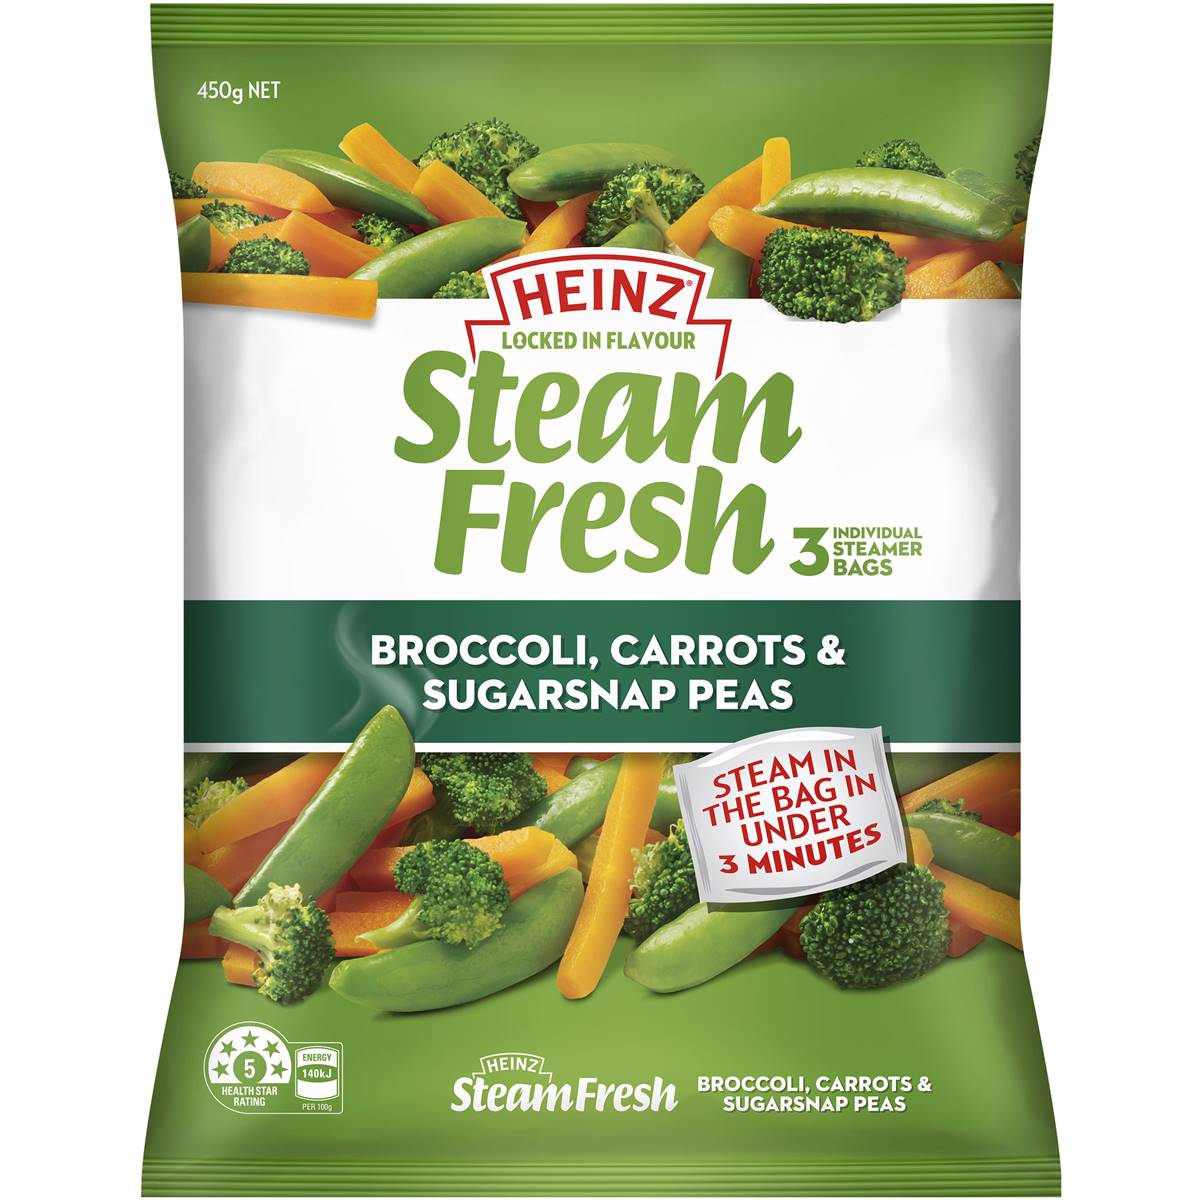 450g NET
HEINZ®
LOCKED IN FLAVOUR
Steam
Fresh
3 INDIVIDUAL
STEAMER
BAGS
BROCCOLI, CARROTS &
SUGARSNAP PEAS
STEAM IN
THE BAG IN
UNDER
3 MINUTES
5
HEALTH STAR
RATING
ENERGY
140kJ
PER 100g
HEINZ
SteamFresh
BROCCOLI, CARROTS &
SUGARSNAP PEAS